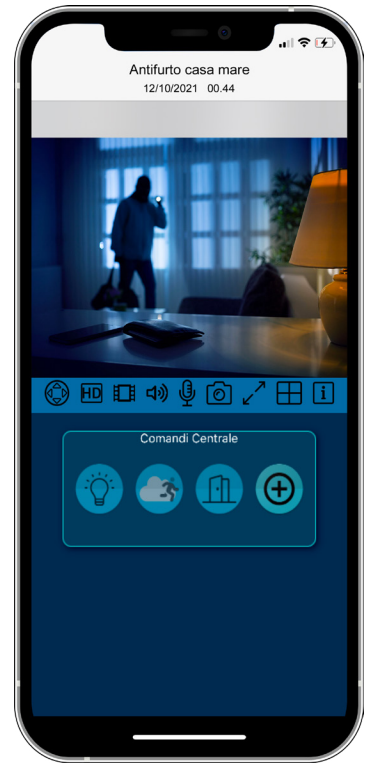 Antifurto casa mare
12/10/2021 00.44
HD
i
Comandi Centrale